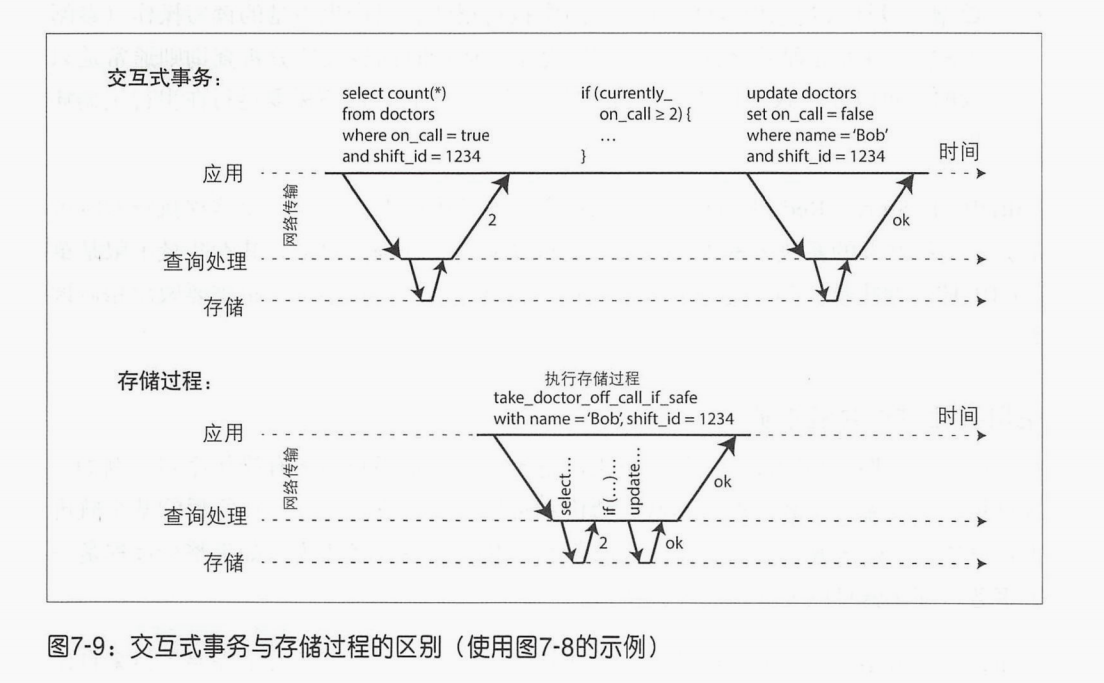 交互式事务：
select count(*)
from doctors
where on_call = true
and shift_id = 1234
if (currently_
on_call ≥ 2) {
…
}
update doctors
set on_call = false
where name = ‘Bob’
and shift_id = 1234
时间
应用
网络传输
2
ok
查询处理
存储
存储过程：
执行存储过程
take_doctor_off_call_if_safe
with name = ‘Bob’, shift_id = 1234
时间
应用
网络传输
select…
if (…)…
update…
ok
查询处理
2
ok
存储
图7-9：交互式事务与存储过程的区别（使用图7-8的示例）